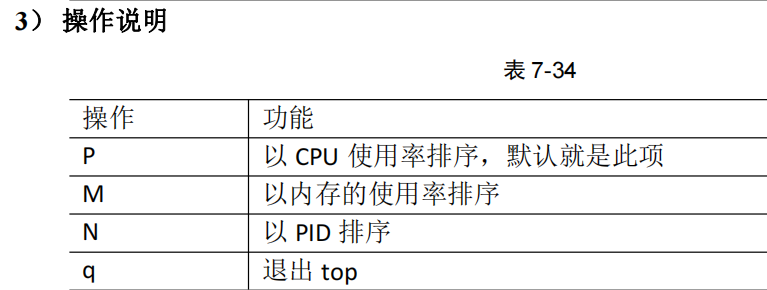 3） 操作说明
表 7-34
操作 功能
P 以 CPU 使用率排序，默认就是此项
M 以内存的使用率排序
N 以 PID 排序
q 退出 top